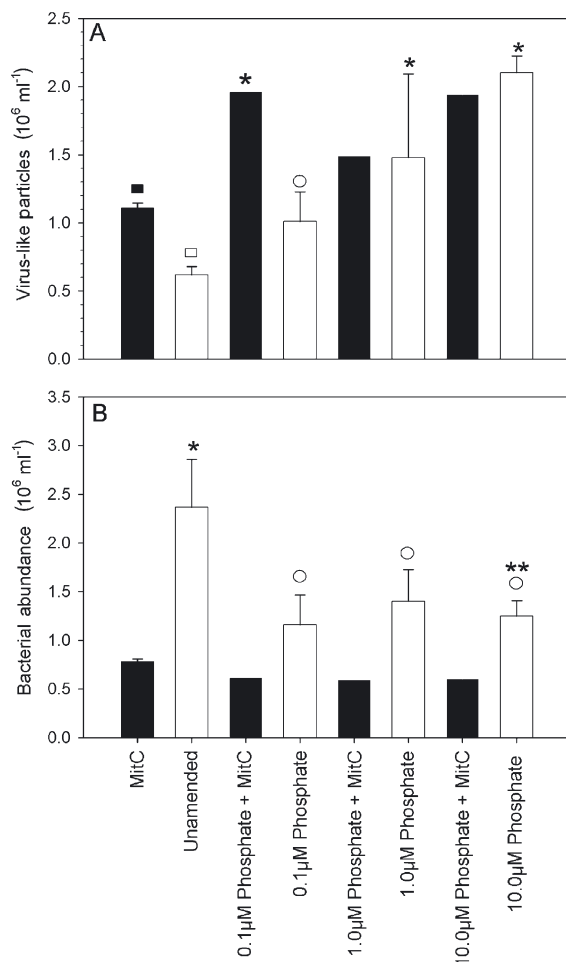 A
Virus-like particles (10⁶ ml⁻¹)
2.5
2.0
1.5
1.0
0.5
0.0
*
*
*
B
Bacterial abundance (10⁶ ml⁻¹)
3.5
3.0
2.5
2.0
1.5
1.0
0.5
0.0
*
**
MitC
Unamended
0.1µM Phosphate + MitC
0.1µM Phosphate
1.0µM Phosphate + MitC
1.0µM Phosphate
10.0µM Phosphate + MitC
10.0µM Phosphate